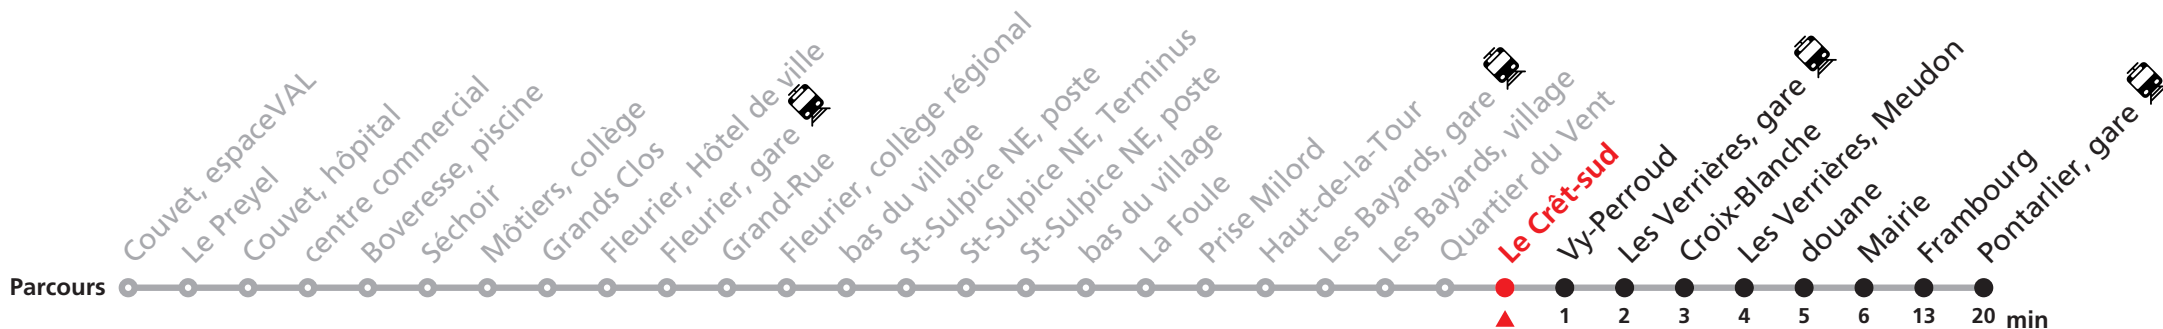 Couvet, espaceVAL
Le Preyel
Couvet, hôpital
centre commercial
Boveresse, piscine
Séchoir
Môtiers, collège
Grands Clos
Fleurier, Hôtel de ville
Fleurier, gare
Grand-Rue
Fleurier, collège régional
bas du village
St-Sulpice NE, poste
St-Sulpice NE, Terminus
St-Sulpice NE, poste
bas du village
La Foule
Prise Milord
Haut-de-la-Tour
Les Bayards, gare
Les Bayards, village
Quartier du Vent
Le Crêt-sud
Vy-Perroud
Les Verrières, gare
Croix-Blanche
Les Verrières, Meudon
douane
Mairie
Frambourg
Pontarlier, gare
Parcours
1 2 3 4 5 6 13 20 min